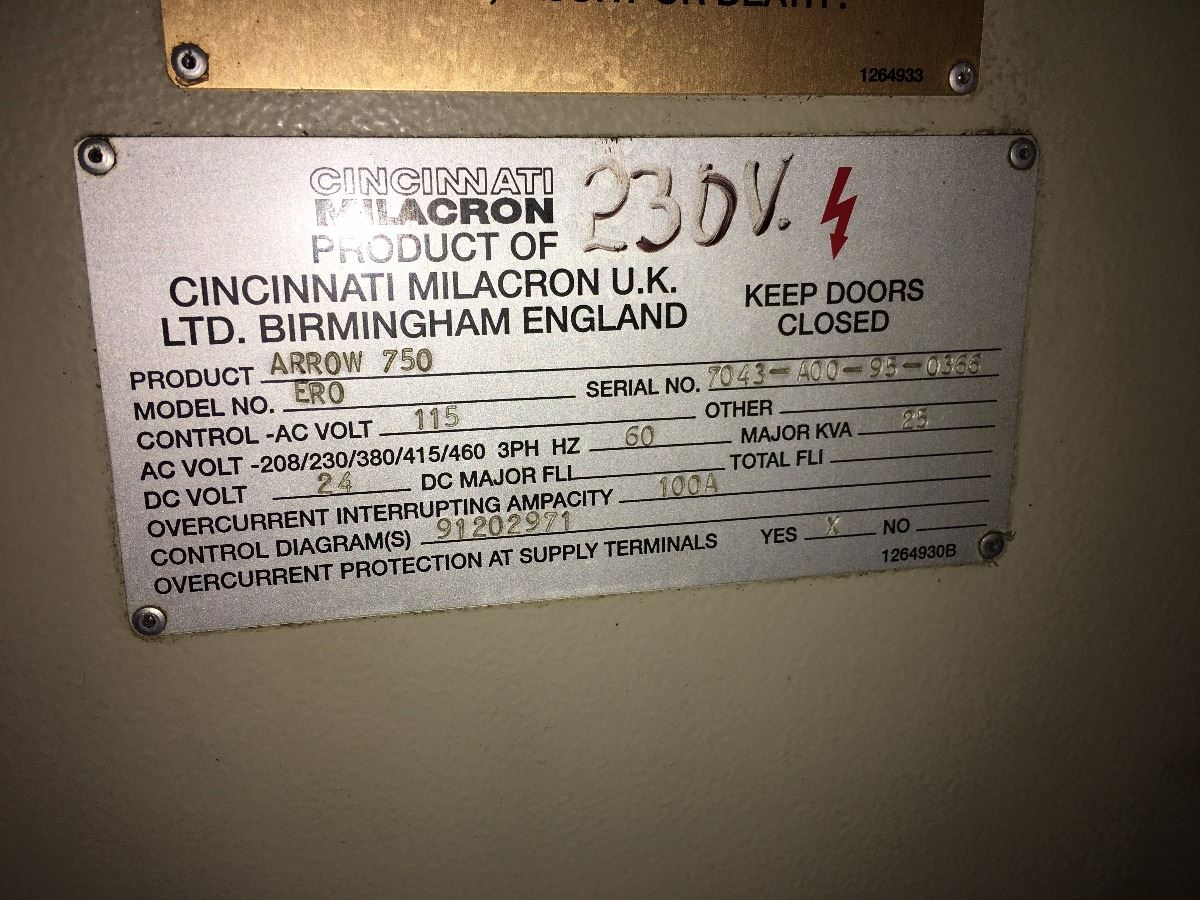 OR DEATH.
1264933
CINCINNATI
MILACRON
230V.
PRODUCT OF
CINCINNATI MILACRON U.K.
LTD. BIRMINGHAM ENGLAND
KEEP DOORS
CLOSED
PRODUCT ARROW 750
MODEL NO. ERO SERIAL NO. 7043-A00-95-0366
CONTROL -AC VOLT 115 OTHER
AC VOLT -208/230/380/415/460 3PH HZ 60 MAJOR KVA 25
DC VOLT 24 DC MAJOR FLI TOTAL FLI
OVERCURRENT INTERRUPTING AMPACITY 100A
CONTROL DIAGRAM(S) 91202971
OVERCURRENT PROTECTION AT SUPPLY TERMINALS YES X NO
1264930B